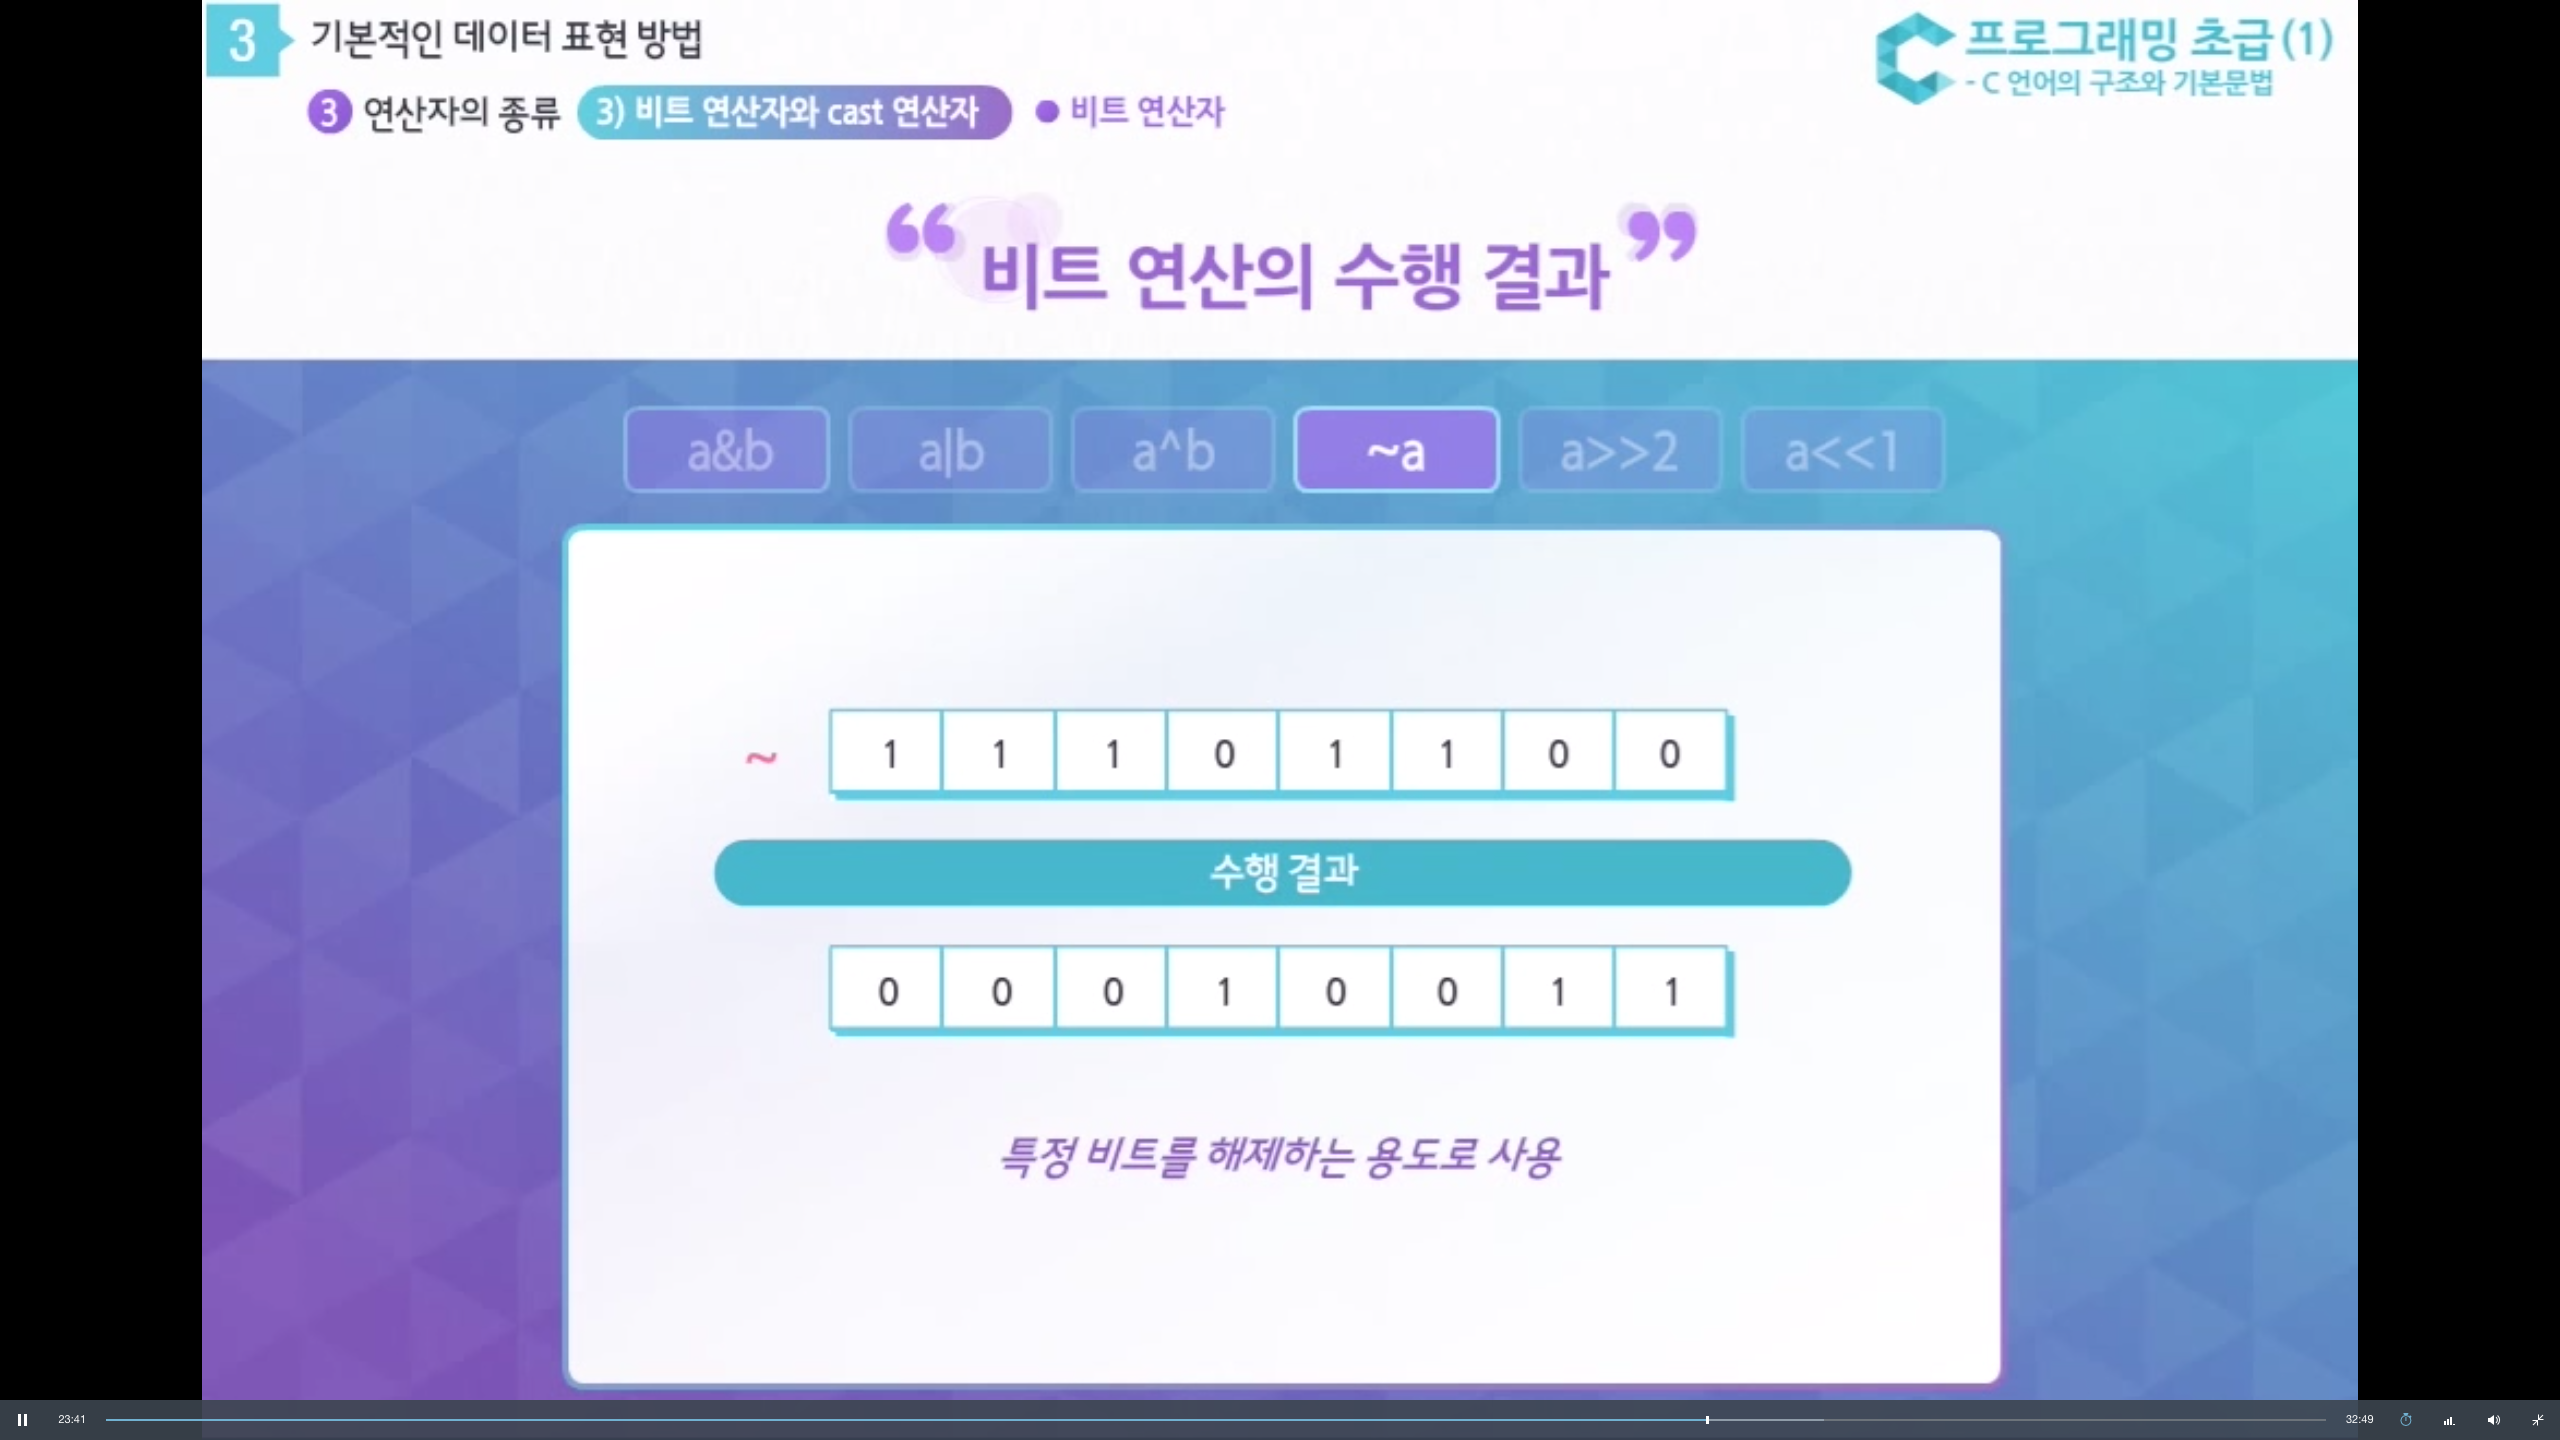 3 기본적인 데이터 표현 방법
프로그래밍 초급(1)
- C 언어의 구조와 기본문법
3 연산자의 종류 3) 비트 연산자와 cast 연산자 ● 비트 연산자
“비트 연산의 수행 결과”
a&b a|b a^b ~a a>>2 a<<1
~ 1 1 1 0 1 1 0 0
수행 결과
0 0 0 1 0 0 1 1
특정 비트를 해제하는 용도로 사용
23:41 32:49